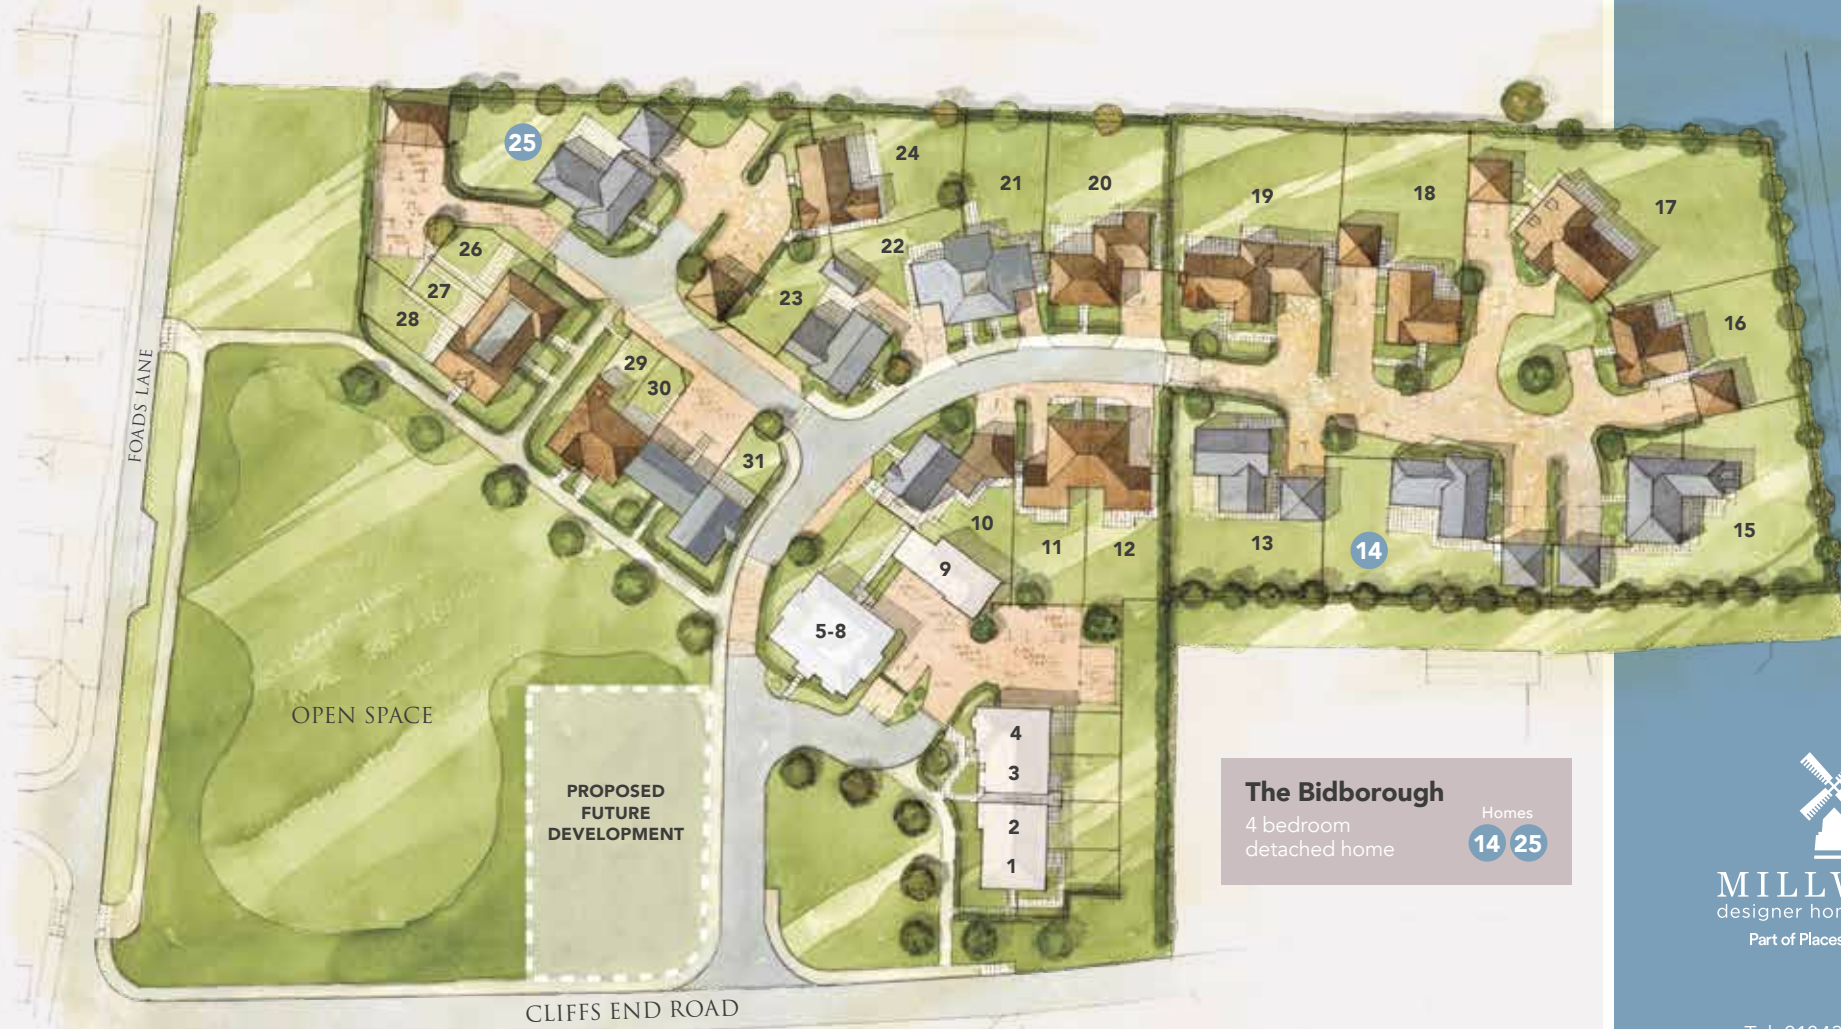 25
24
21
20
19
18
17
26
22
27
23
28
16
29
30
31
FOADS LANE
10
11
12
13
14
15
9
5-8
OPEN SPACE
4
3
2
1
PROPOSED
FUTURE
DEVELOPMENT
The Bidborough
4 bedroom
detached home
Homes
14 25
designer
Part of
CLIFFS END ROAD